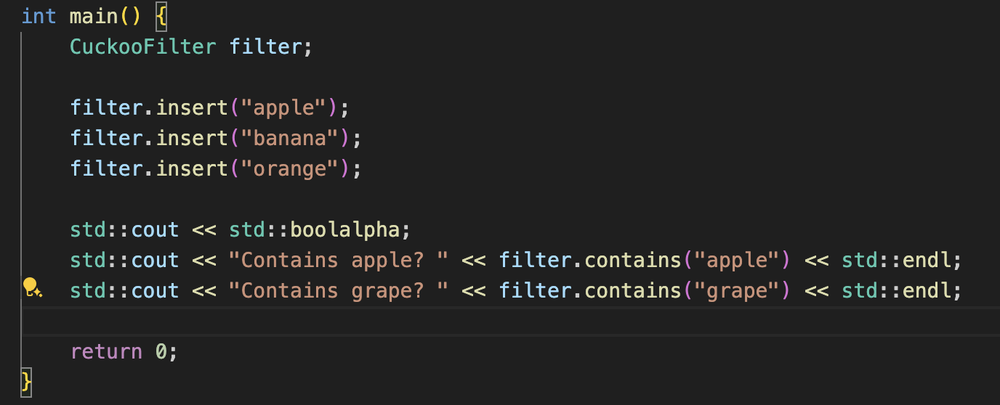 int main() {
    CuckooFilter filter;

    filter.insert("apple");
    filter.insert("banana");
    filter.insert("orange");

    std::cout << std::boolalpha;
    std::cout << "Contains apple? " << filter.contains("apple") << std::endl;
    std::cout << "Contains grape? " << filter.contains("grape") << std::endl;

    return 0;
}